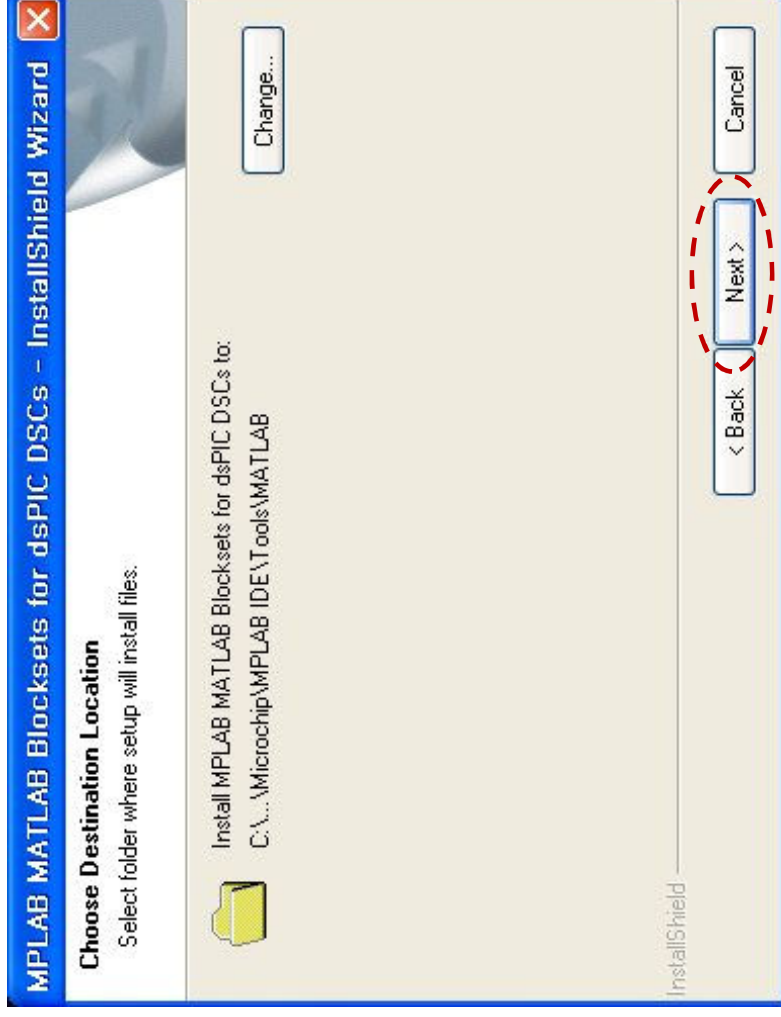 MPLAB MATLAB Blocksets for dsPIC DSCs - InstallShield Wizard
Choose Destination Location
Select folder where setup will install files.
Install MPLAB MATLAB Blocksets for dsPIC DSCs to:
C:\...\Microchip\MPLAB IDE\Tools\MATLAB
Change...
InstallShield
< Back
Next >
Cancel